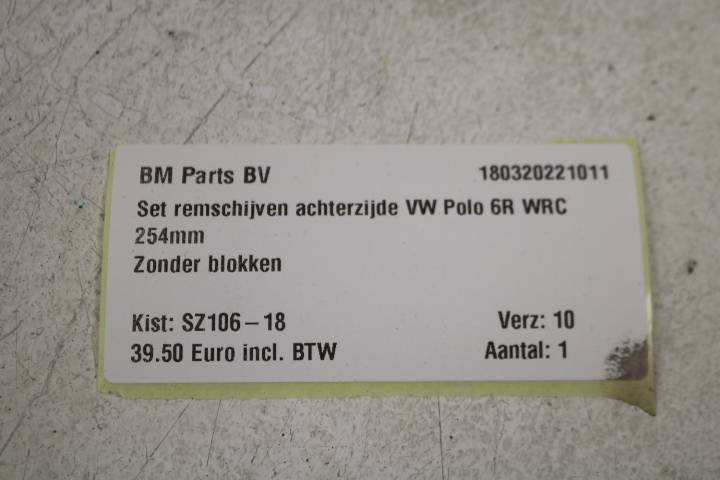 BM Parts BV 180320221011
Set remschijven achterzijde VW Polo 6R WRC
254mm
Zonder blokken
Kist: SZ106-18 Verz: 10
39.50 Euro incl. BTW Aantal: 1